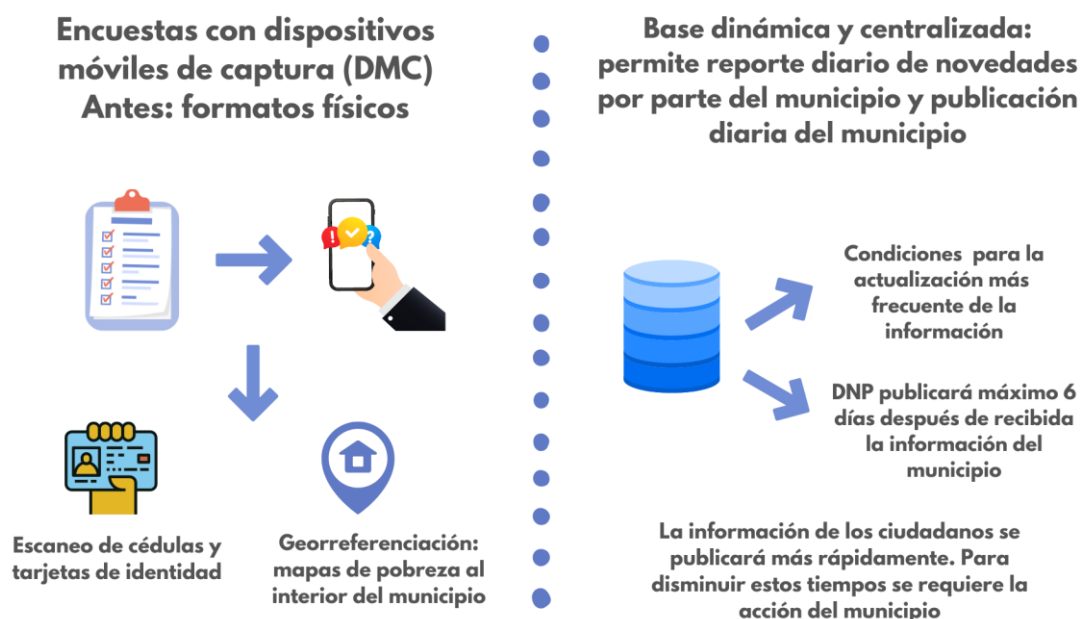 Encuestas con dispositivos
móviles de captura (DMC)
Antes: formatos físicos
Escaneo de cédulas y
tarjetas de identidad
Georreferenciación:
mapas de pobreza al
interior del municipio
Base dinámica y centralizada:
permite reporte diario de novedades
por parte del municipio y publicación
diaria del municipio
Condiciones para la
actualización más
frecuente de la
información
DNP publicará máximo 6
días después de recibida
la información del
municipio
La información de los ciudadanos se
publicará más rápidamente. Para
disminuir estos tiempos se requiere la
acción del municipio